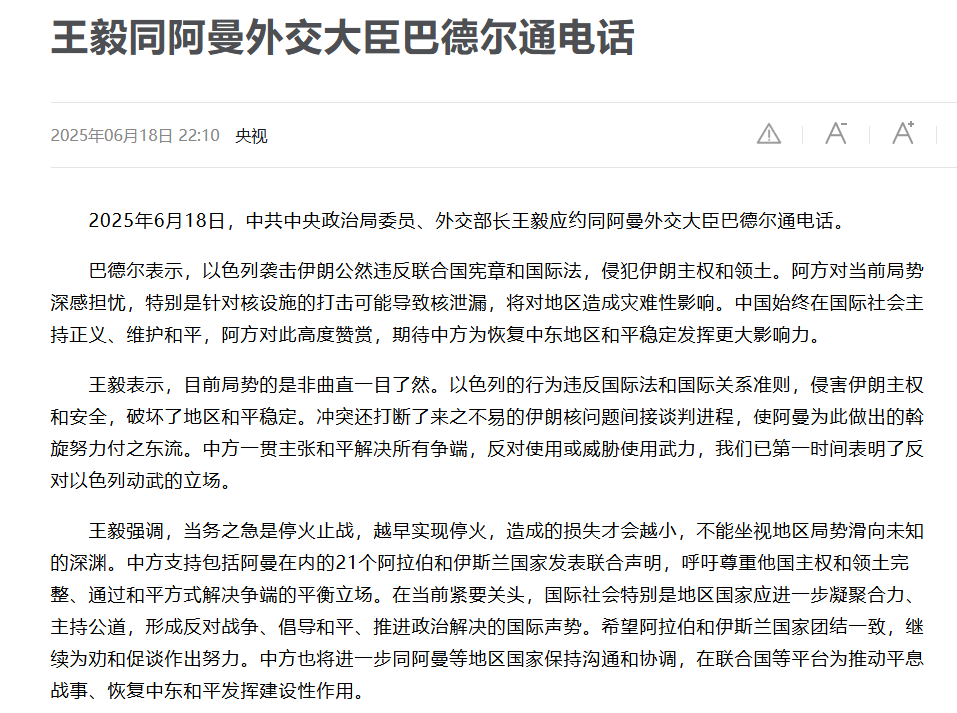 王毅同阿曼外交大臣巴德尔通电话
2025年06月18日 22:10 央视
A-
A+
2025年6月18日，中共中央政治局委员、外交部长王毅应约同阿曼外交大臣巴德尔通电话。
巴德尔表示，以色列袭击伊朗公然违反联合国宪章和国际法，侵犯伊朗主权和领土。阿方对当前局势
深感担忧，特别是针对核设施的打击可能导致核泄漏，将对地区造成灾难性影响。中国始终在国际社会主
持正义、维护和平，阿方对此高度赞赏，期待中方为恢复中东地区和平稳定发挥更大影响力。
王毅表示，目前局势的是非曲直一目了然。以色列的行为违反国际法和国际关系准则，侵害伊朗主权
和安全，破坏了地区和平稳定。冲突还打断了来之不易的伊朗核问题间接谈判进程，使阿曼为此做出的斡
旋努力付之东流。中方一贯主张和平解决所有争端，反对使用或威胁使用武力，我们已第一时间表明了反
对以色列动武的立场。
王毅强调，当务之急是停火止战，越早实现停火，造成的损失才会越小，不能坐视地区局势滑向未知
的深渊。中方支持包括阿曼在内的21个阿拉伯和伊斯兰国家发表联合声明，呼吁尊重他国主权和领土完
整、通过和平方式解决争端的平衡立场。在当前紧要关头，国际社会特别是地区国家应进一步凝聚合力、
主持公道，形成反对战争、倡导和平、推进政治解决的国际声势。希望阿拉伯和伊斯兰国家团结一致，继
续为劝和促谈作出努力。中方也将进一步同阿曼等地区国家保持沟通和协调，在联合国等平台为推动平息
战事、恢复中东和平发挥建设性作用。